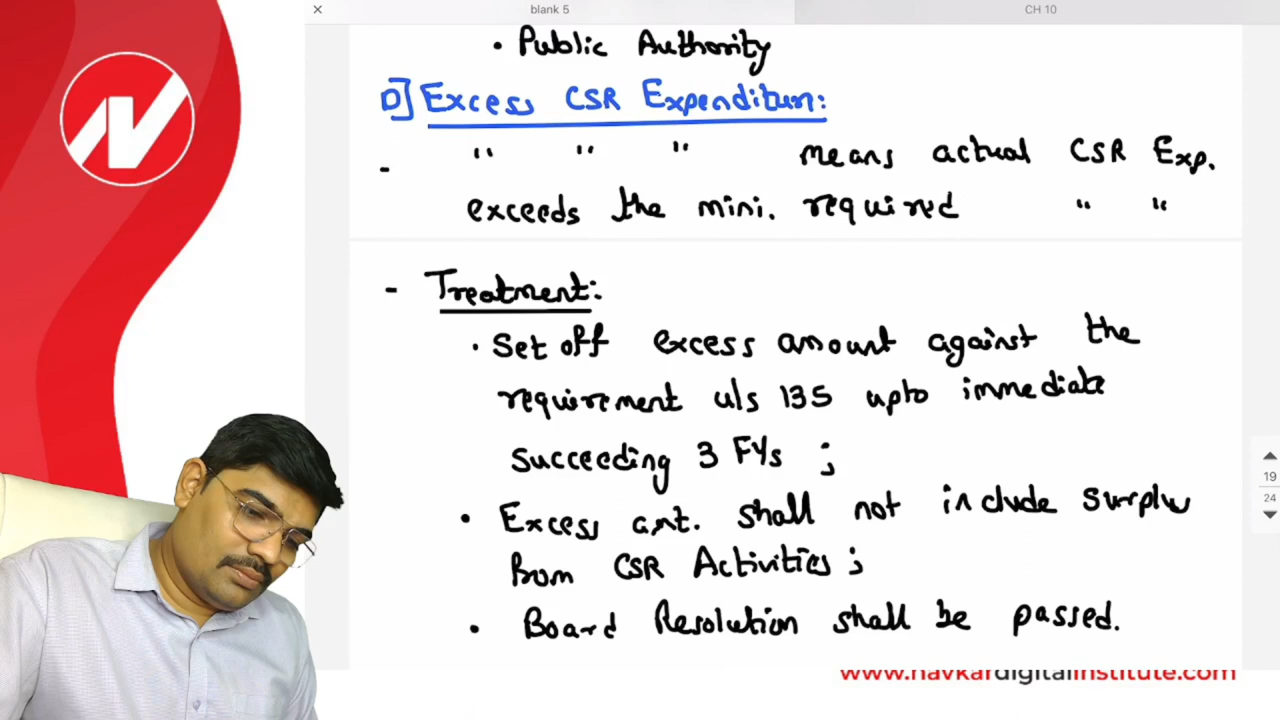 × blank 5 CH 10
• Public Authority
D] Excess CSR Expenditure:
- " " " means actual CSR Exp.
exceeds the mini. required " "
- Treatment:
• Set off excess amount against the
requirement u/s 135 upto immediate
succeeding 3 FYs ;
• Excess amt. shall not include surplus
from CSR Activities ;
• Board Resolution shall be passed.
19
24
www.navkardigitalinstitute.com